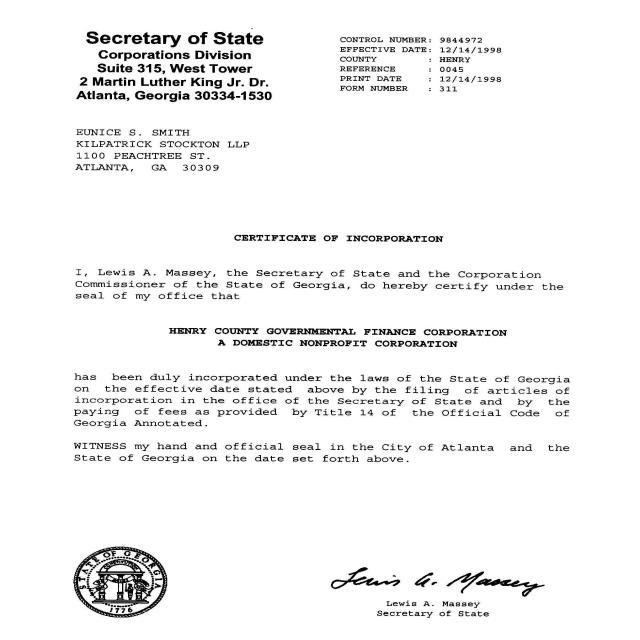 Secretary of State
Corporations Division
Suite 315, West Tower
2 Martin Luther King Jr. Dr.
Atlanta, Georgia 30334-1530
CONTROL NUMBER: 9844972
EFFECTIVE DATE: 12/14/1998
COUNTY : HENRY
REFERENCE : 0045
PRINT DATE : 12/14/1998
FORM NUMBER : 311
EUNICE S. SMITH
KILPATRICK STOCKTON LLP
1100 PEACHTREE ST.
ATLANTA, GA 30309
CERTIFICATE OF INCORPORATION
I, Lewis A. Massey, the Secretary of State and the Corporation
Commissioner of the State of Georgia, do hereby certify under the
seal of my office that
HENRY COUNTY GOVERNMENTAL FINANCE CORPORATION
A DOMESTIC NONPROFIT CORPORATION
has been duly incorporated under the laws of the State of Georgia
on the effective date stated above by the filing of articles of
incorporation in the office of the Secretary of State and by the
paying of fees as provided by Title 14 of the Official Code of
Georgia Annotated.
WITNESS my hand and official seal in the City of Atlanta and the
State of Georgia on the date set forth above.
STATE OF GEORGIA
1776
Lewis A. Massey
Lewis A. Massey
Secretary of State